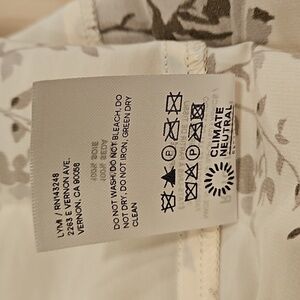 LYMI / RN143248
2263 E VERNON AVE,
VERNON, CA 90058
DO NOT WASH. DO NOT BLEACH. DO
NOT DRY. DO NOT IRON. GREEN DRY
CLEAN
CLIMATE
NEUTRAL